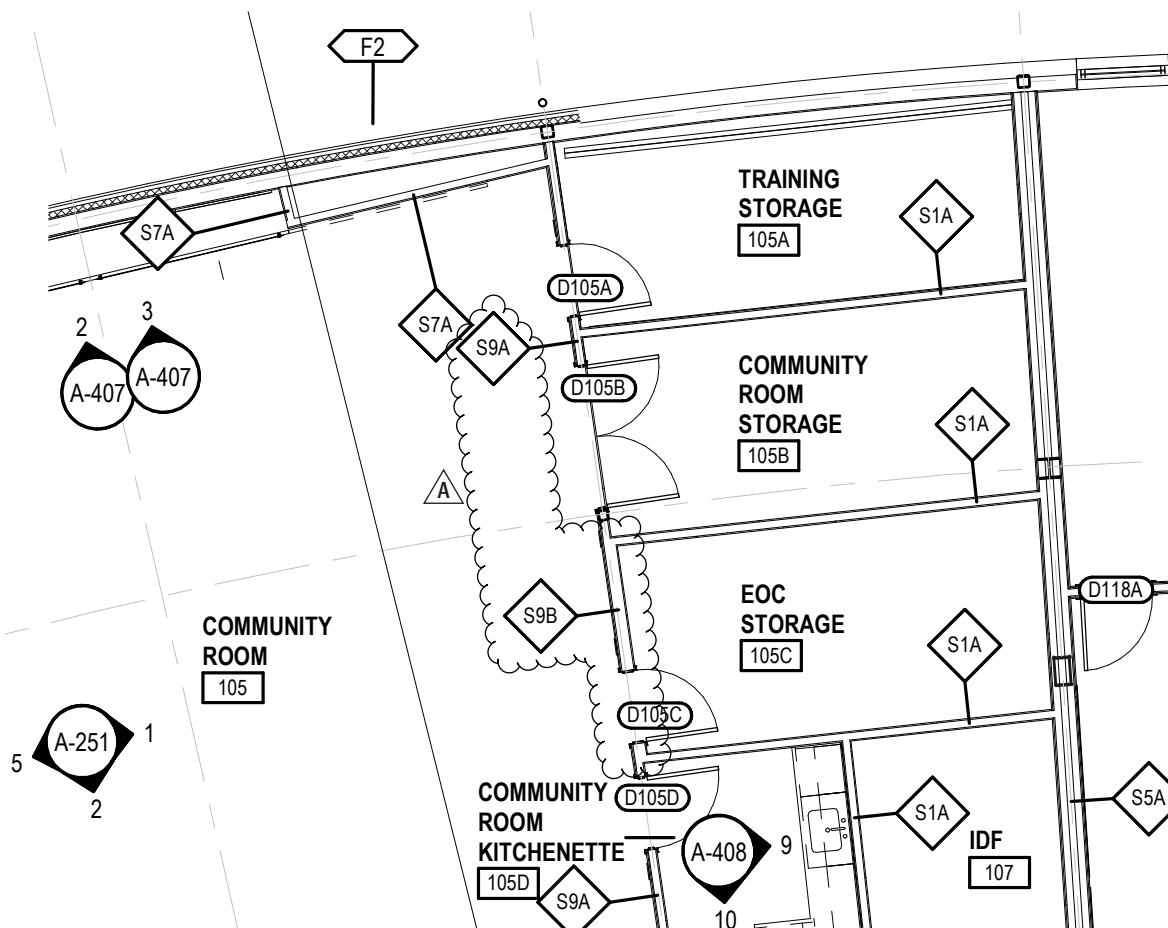 F2
TRAINING
STORAGE
105A
S1A
S7A
D105A
S7A
S9A
2
3
A-407
A-407
D105B
COMMUNITY
ROOM
STORAGE
105B
S1A
A
EOC
STORAGE
105C
D118A
S9B
S1A
COMMUNITY
ROOM
105
D105C
A-251
1
5
2
COMMUNITY
ROOM
KITCHENETTE
105D
D105D
S1A
S5A
A-408
9
10
IDF
107
S9A